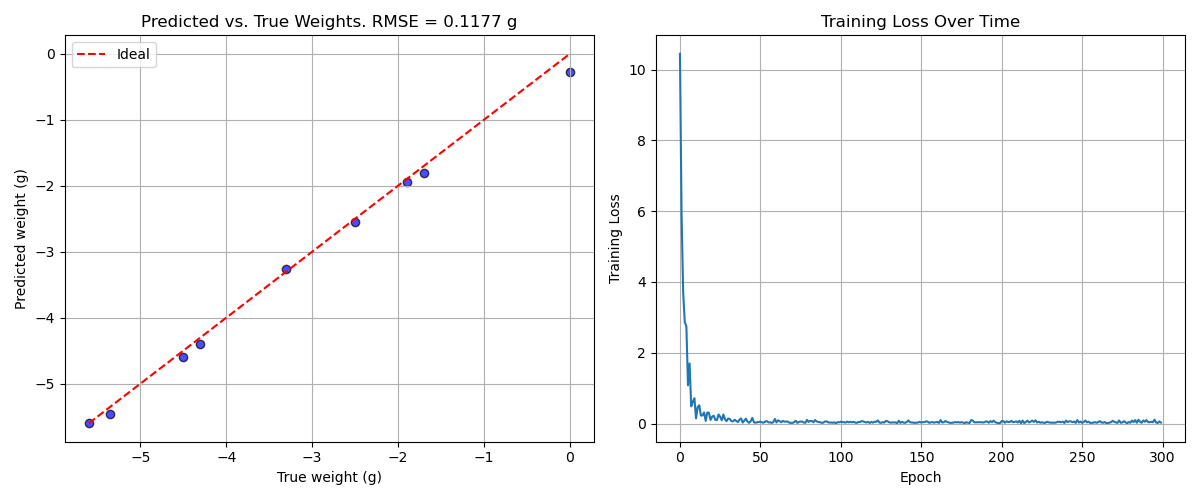 Predicted vs. True Weights. RMSE = 0.1177 g
Ideal
0
−1
−2
−3
−4
−5
Predicted weight (g)
−5 −4 −3 −2 −1 0
True weight (g)
Training Loss Over Time
10
8
6
4
2
0
Training Loss
0 50 100 150 200 250 300
Epoch